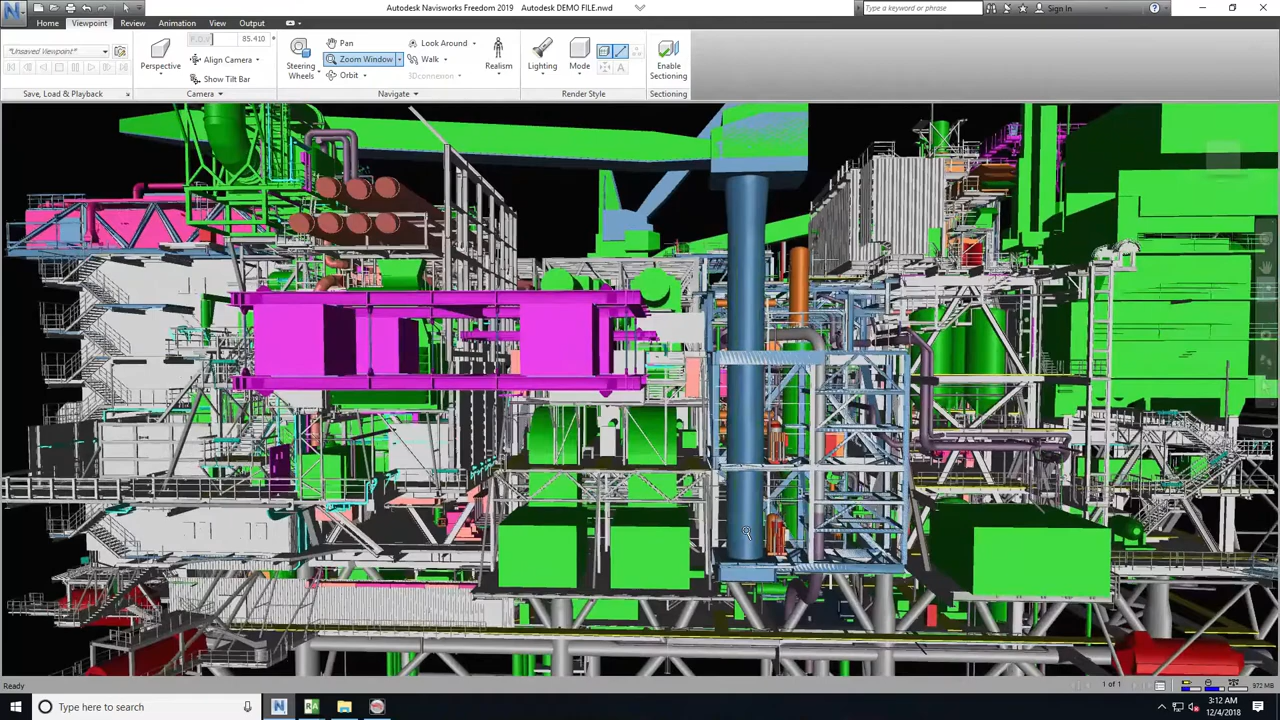 Autodesk Navisworks Freedom 2019   Autodesk DEMO FILE.nwd
Type a keyword or phrase
Sign In
Home Viewpoint Review Animation View Output
*Unsaved Viewpoint*
Save, Load & Playback
Perspective
F.O.V. 85.410 °
Align Camera
Show Tilt Bar
Camera
Steering
Wheels
Pan
Zoom Window
Orbit
Look Around
Walk
3Dconnexion
Realism
Navigate
Lighting
Mode
Render Style
Enable
Sectioning
Sectioning
Ready
1 of 1
972 MB
Type here to search
3:12 AM
12/4/2018